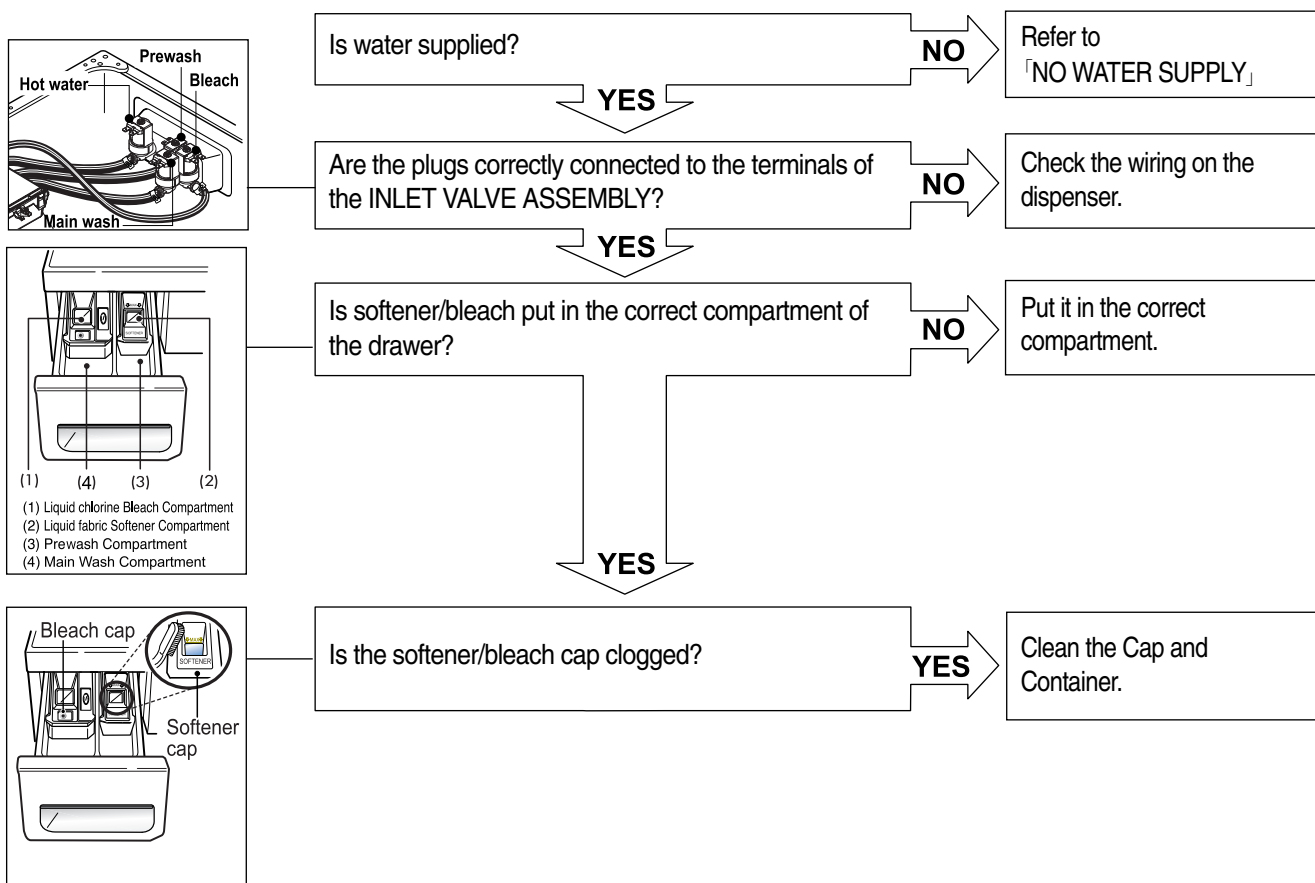 Is water supplied?
NO
Refer to
「NO WATER SUPPLY」
YES
Prewash
Bleach
Hot water
Main wash
Are the plugs correctly connected to the terminals of
the INLET VALVE ASSEMBLY?
NO
Check the wiring on the
dispenser.
YES
SOFTENER
(1) (4) (3) (2)
(1) Liquid chlorine Bleach Compartment
(2) Liquid fabric Softener Compartment
(3) Prewash Compartment
(4) Main Wash Compartment
Is softener/bleach put in the correct compartment of
the drawer?
NO
Put it in the correct
compartment.
YES
Bleach cap
MAX
SOFTENER
Softener
cap
Is the softener/bleach cap clogged?
YES
Clean the Cap and
Container.